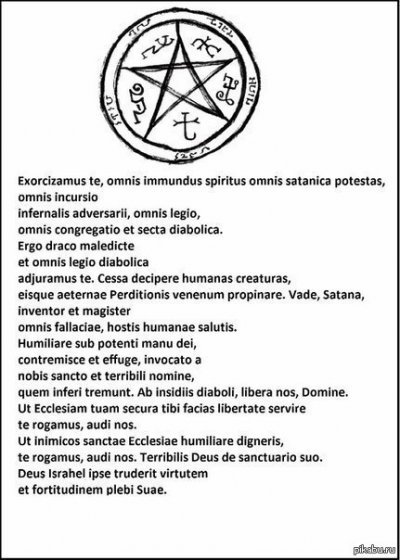 Exorcizamus te, omnis immundus spiritus omnis satanica potestas,
omnis incursio
infernalis adversarii, omnis legio,
omnis congregatio et secta diabolica.
Ergo draco maledicte
et omnis legio diabolica
adjuramus te. Cessa decipere humanas creaturas,
eisque aeternae Perditionis venenum propinare. Vade, Satana,
inventor et magister
omnis fallaciae, hostis humanae salutis.
Humiliare sub potenti manu dei,
contremisce et effuge, invocato a
nobis sancto et terribili nomine,
quem inferi tremunt. Ab insidiis diaboli, libera nos, Domine.
Ut Ecclesiam tuam secura tibi facias libertate servire
te rogamus, audi nos.
Ut inimicos sanctae Ecclesiae humiliare digneris,
te rogamus, audi nos. Terribilis Deus de sanctuario suo.
Deus Israhel ipse truderit virtutem
et fortitudinem plebi Suae.
pikabu.ru